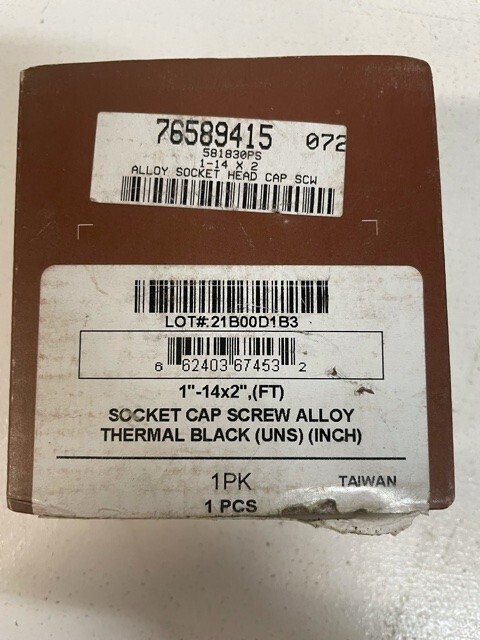 76589415 072
581830PS
1-14 X 2
ALLOY SOCKET HEAD CAP SCW
LOT#:21B00D1B3
6 62403 67453 2
1"-14x2",(FT)
SOCKET CAP SCREW ALLOY
THERMAL BLACK (UNS) (INCH)
1PK TAIWAN
1 PCS